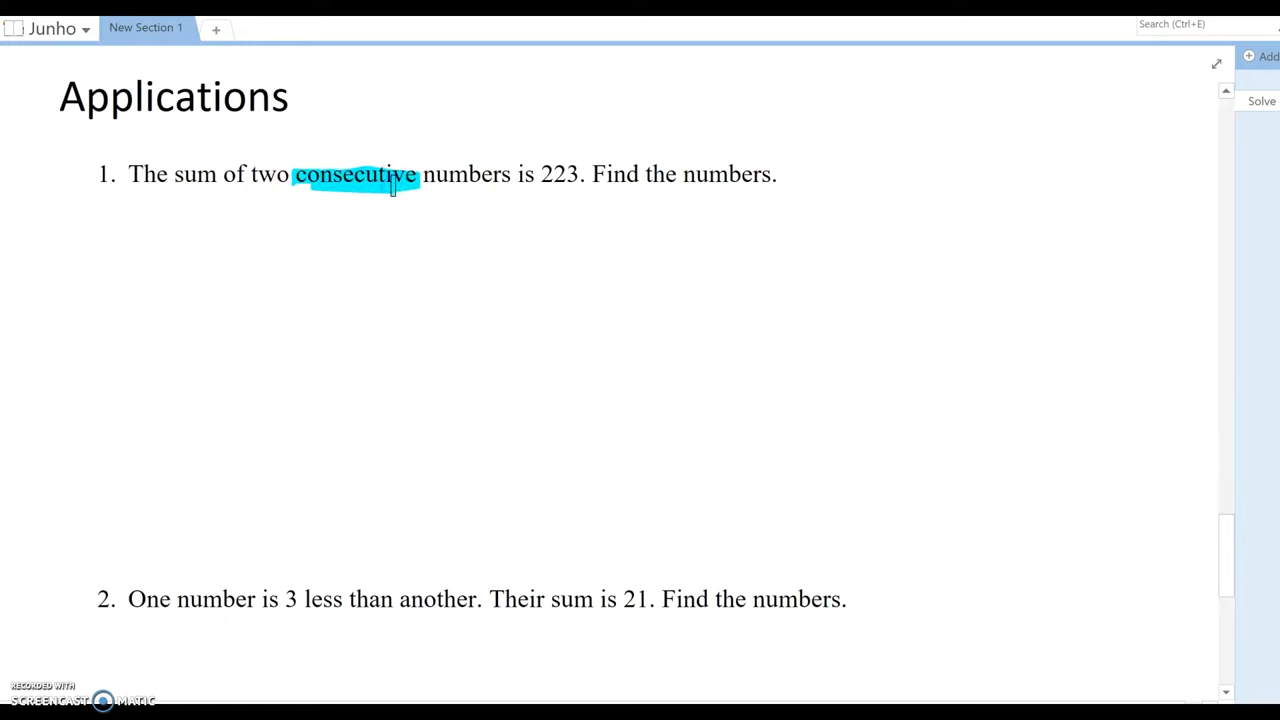 Junho
New Section 1
+
Search (Ctrl+E)
Add
Applications
Solve
1. The sum of two consecutive numbers is 223. Find the numbers.
2. One number is 3 less than another. Their sum is 21. Find the numbers.
RECORDED WITH
SCREENCAST MATIC